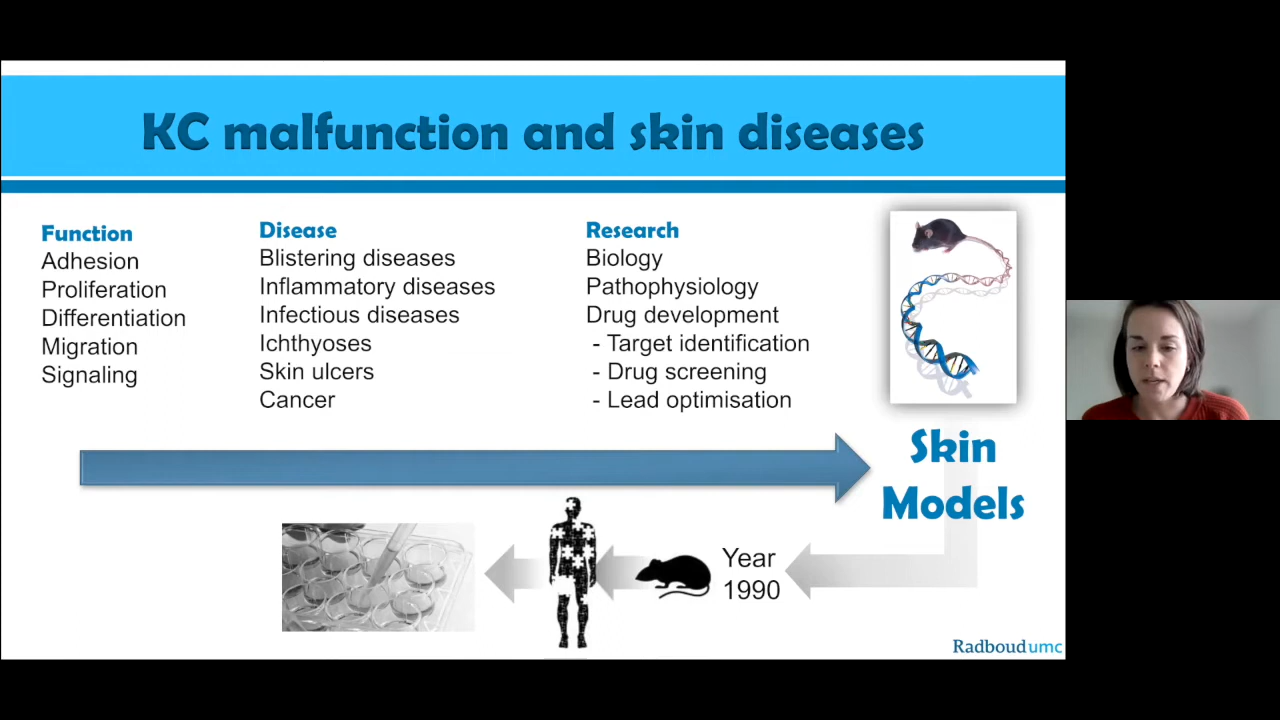 KC malfunction and skin diseases
Function
Adhesion
Proliferation
Differentiation
Migration
Signaling
Disease
Blistering diseases
Inflammatory diseases
Infectious diseases
Ichthyoses
Skin ulcers
Cancer
Research
Biology
Pathophysiology
Drug development
- Target identification
- Drug screening
- Lead optimisation
Skin
Models
Year
1990
Radboudumc